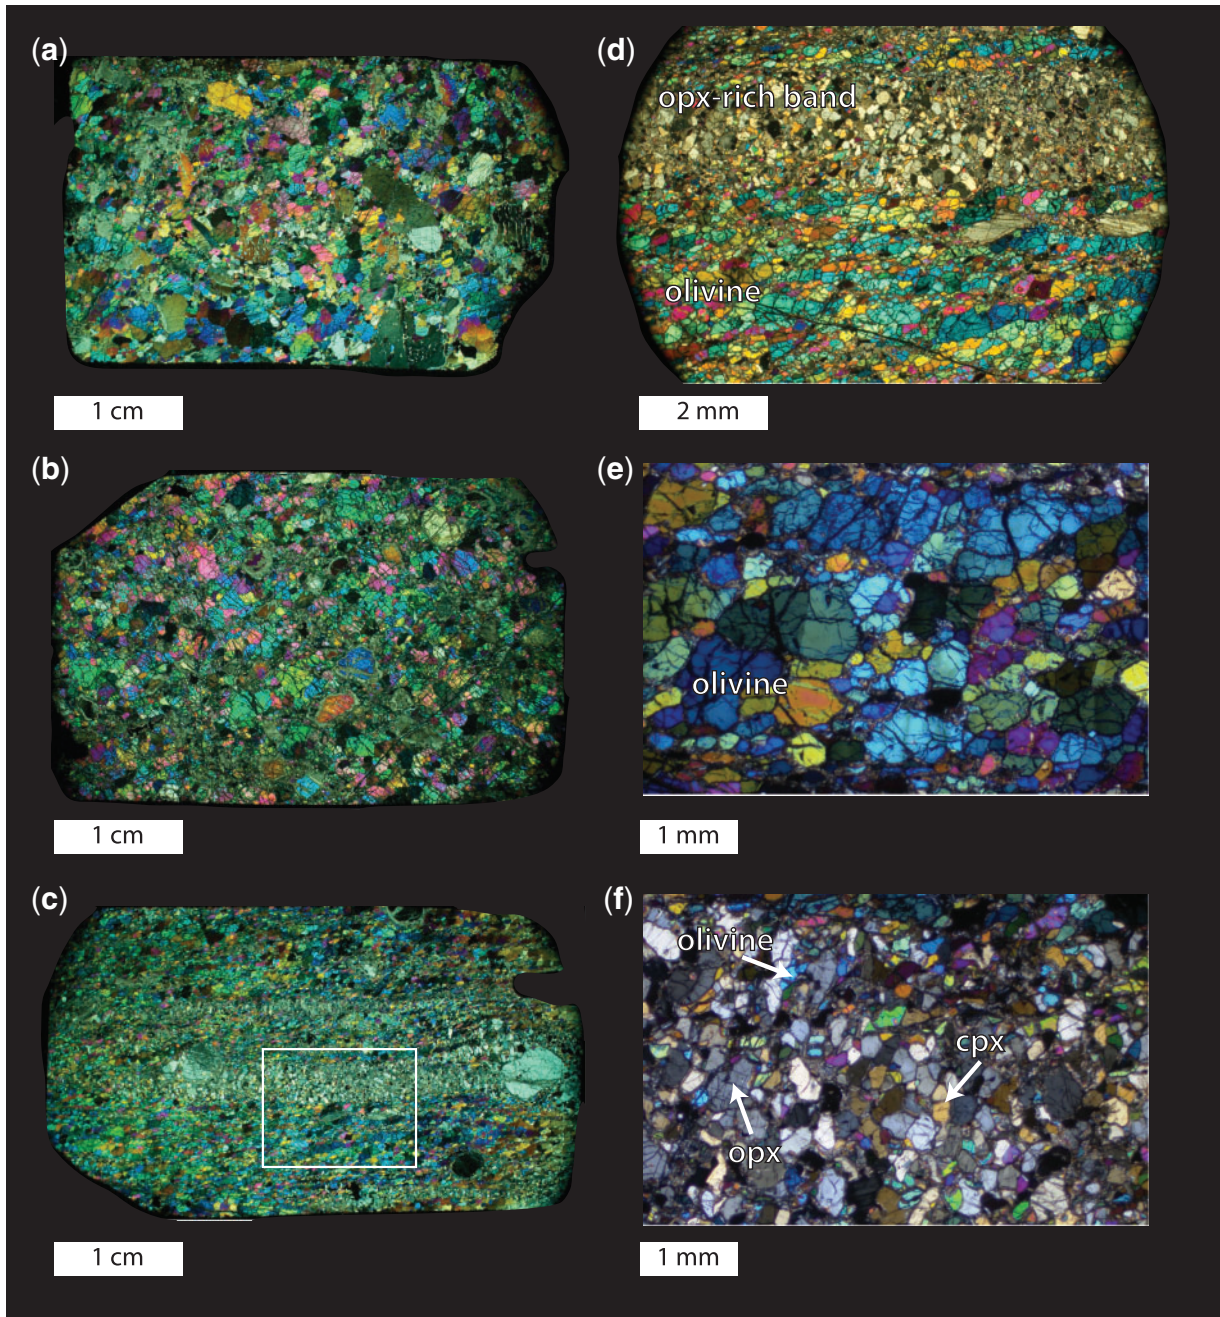 (a)
1 cm
(b)
1 cm
(c)
1 cm
(d)
opx-rich band
olivine
2 mm
(e)
olivine
1 mm
(f)
olivine
cpx
opx
1 mm